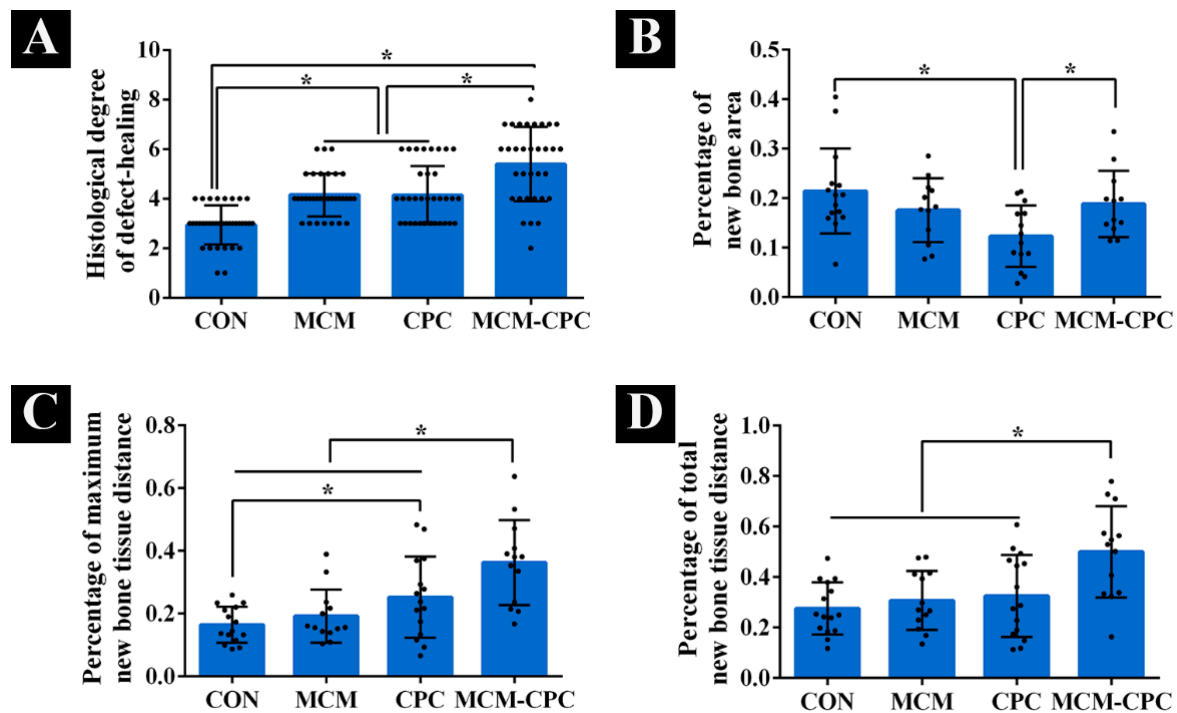 A
Histological degree
of defect-healing
10
8
6
4
2
0
* * *
CON MCM CPC MCM-CPC
B
Percentage of
new bone area
0.5
0.4
0.3
0.2
0.1
0.0
* *
CON MCM CPC MCM-CPC
C
Percentage of maximum
new bone tissue distance
0.8
0.6
0.4
0.2
0.0
* *
CON MCM CPC MCM-CPC
D
Percentage of total
new bone tissue distance
1.0
0.8
0.6
0.4
0.2
0.0
*
CON MCM CPC MCM-CPC